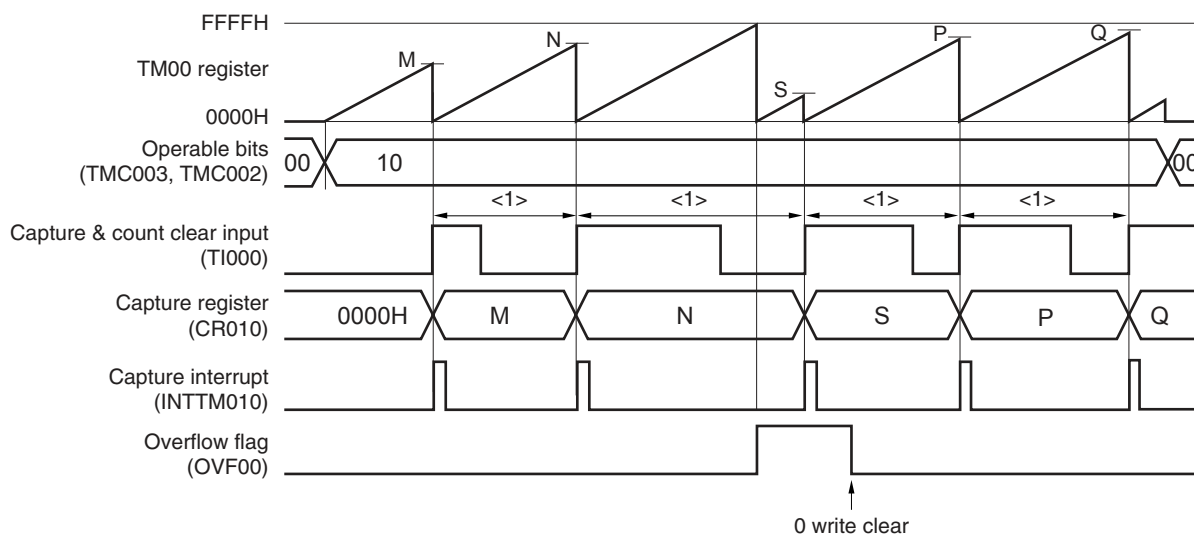 FFFFH
M N S P Q
TM00 register
0000H
Operable bits
(TMC003, TMC002)
00 10 00
<1> <1> <1> <1>
Capture & count clear input
(TI000)
Capture register
(CR010)
0000H M N S P Q
Capture interrupt
(INTTM010)
Overflow flag
(OVF00)
0 write clear